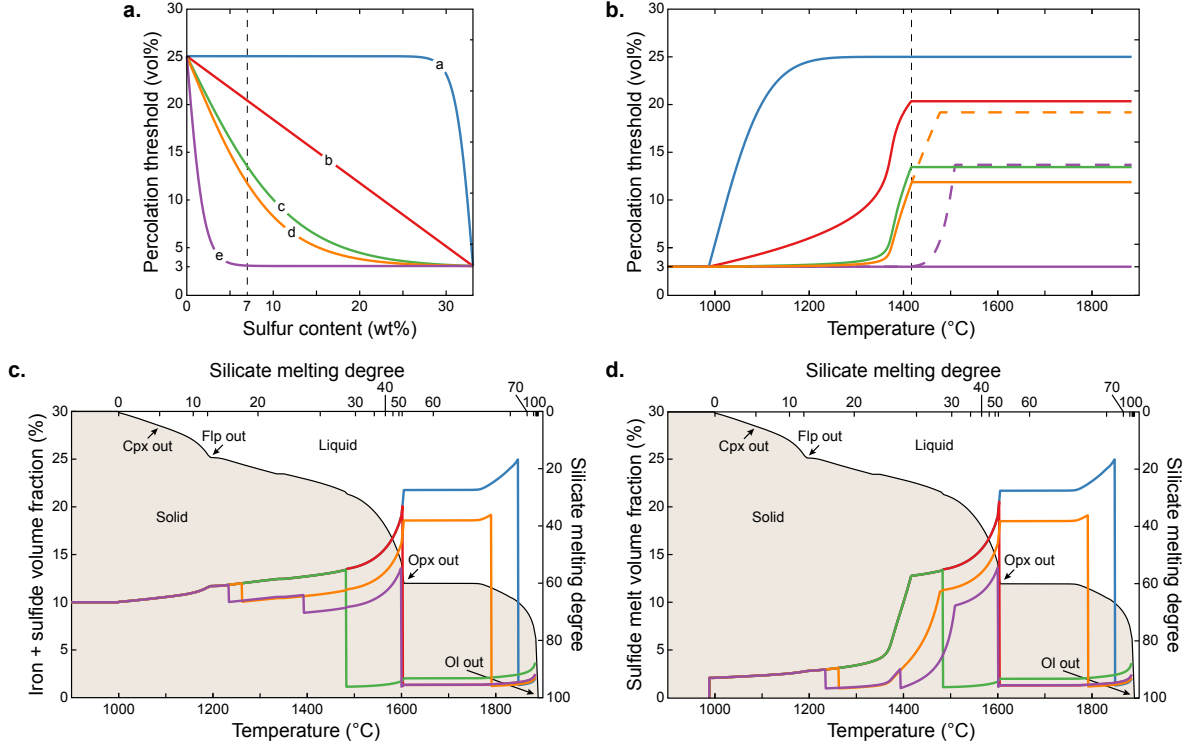 a.
Percolation threshold (vol%)
30
25
20
15
10
5
3
0
a
b
c
d
e
0 7 10 20 30
Sulfur content (wt%)
b.
Percolation threshold (vol%)
30
25
20
15
10
5
3
0
1000 1200 1400 1600 1800
Temperature (°C)
c.
Silicate melting degree
0 10 20 30 40 50 60 70 100
Iron + sulfide volume fraction (%)
30
25
20
15
10
5
0
Cpx out
Flp out
Liquid
Solid
Opx out
Ol out
0
20
40
60
80
100
Silicate melting degree
1000 1200 1400 1600 1800
Temperature (°C)
d.
Silicate melting degree
0 10 20 30 40 50 60 70 100
Sulfide melt volume fraction (%)
30
25
20
15
10
5
0
Cpx out
Flp out
Liquid
Solid
Opx out
Ol out
0
20
40
60
80
100
Silicate melting degree
1000 1200 1400 1600 1800
Temperature (°C)